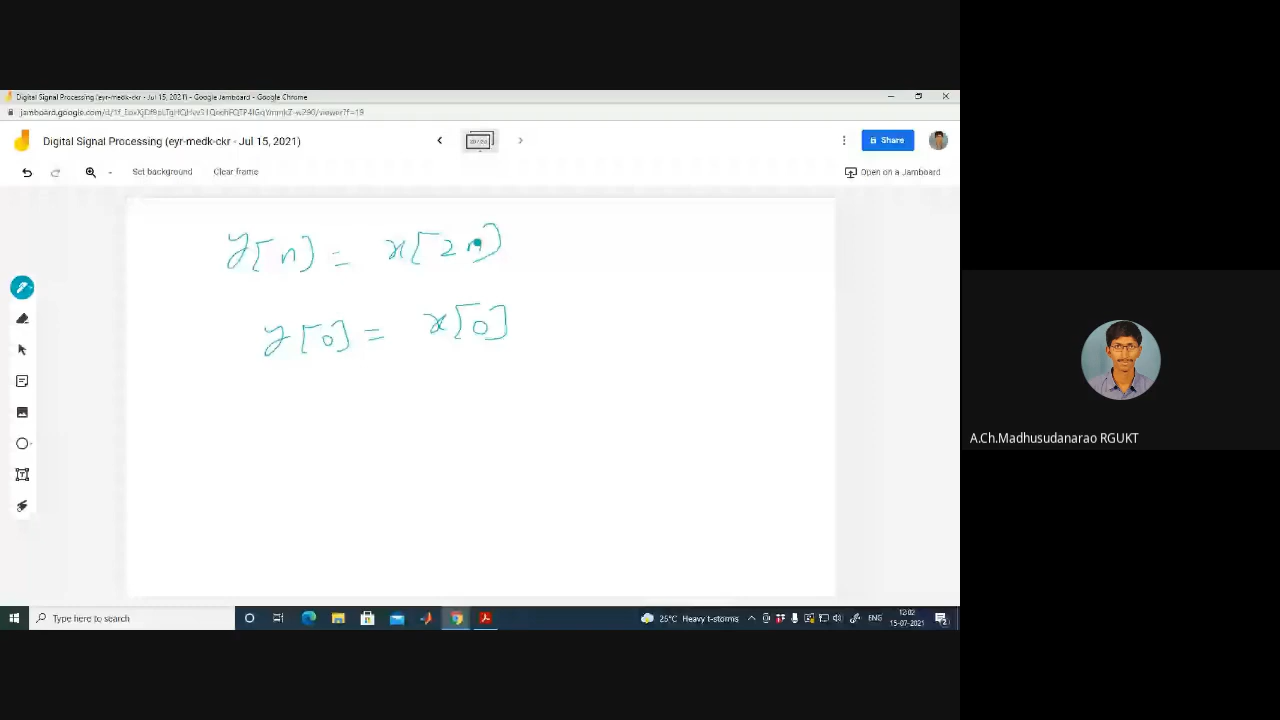 Digital Signal Processing (eyr-medk-ckr - Jul 15, 2021) - Google Jamboard - Google Chrome
Digital Signal Processing (eyr-medk-ckr - Jul 15, 2021)
Share
Set background
Clear frame
Open on a Jamboard
y[n] = x[2n]
y[0] = x[0]
A.Ch.Madhusudanarao RGUKT
Type here to search
25°C Heavy t-storms
ENG
12:02
15-07-2021